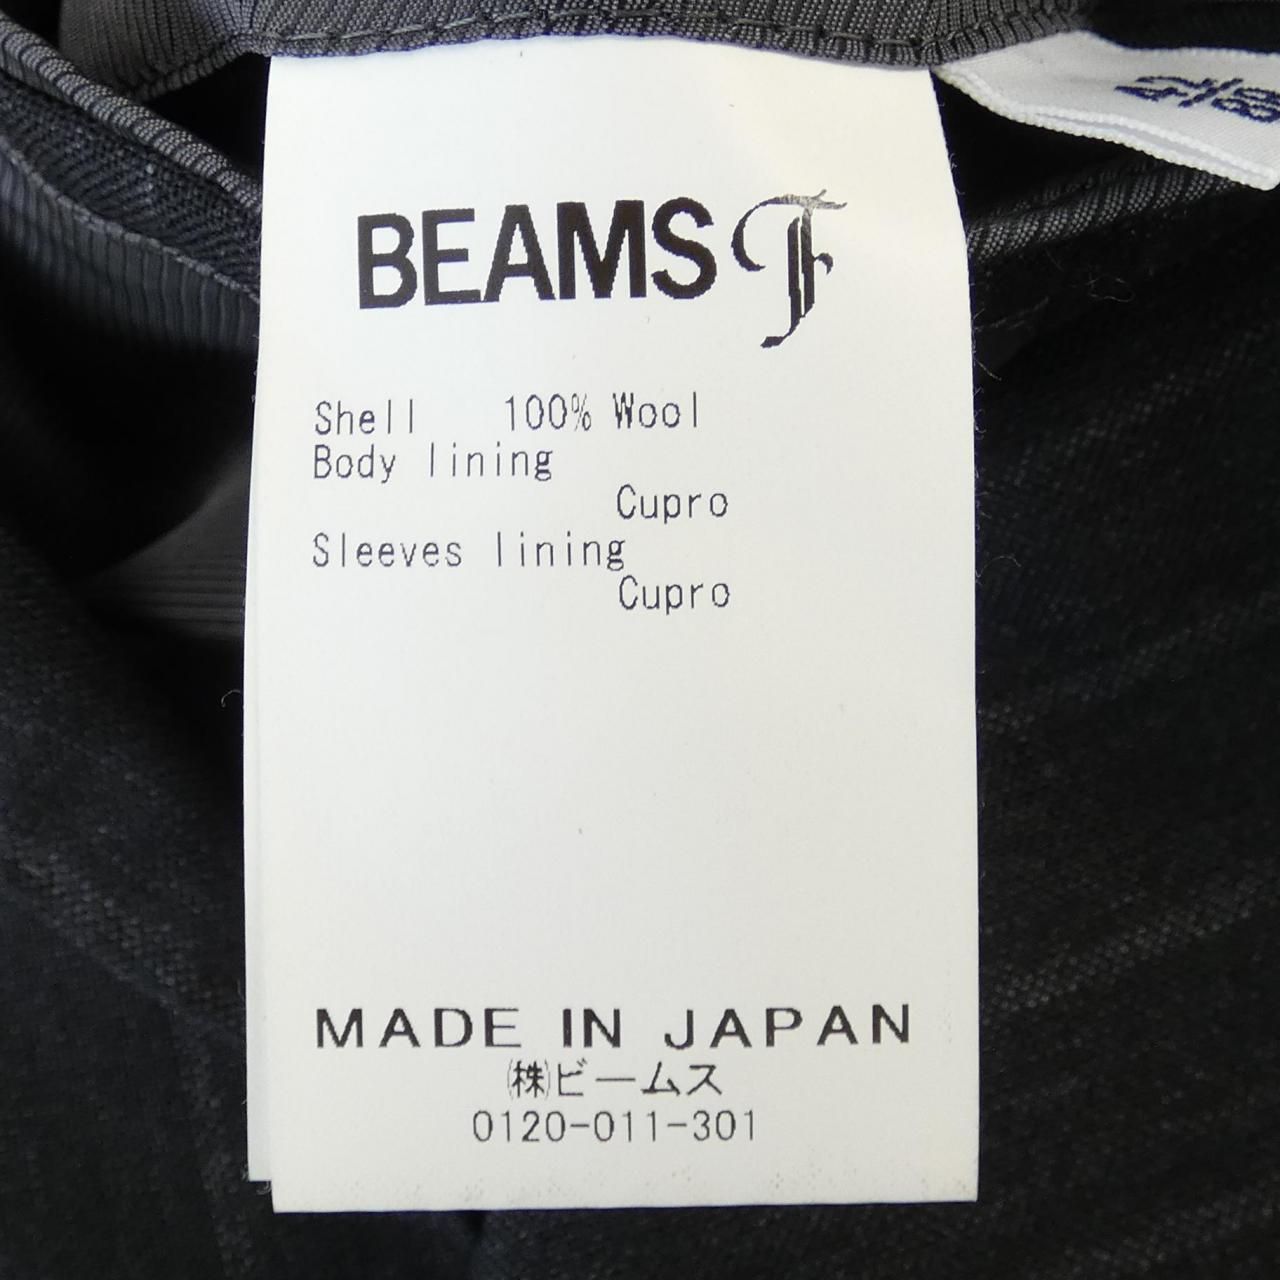 BEAMS F
Shell 100% Wool
Body lining
Cupro
Sleeves lining
Cupro
MADE IN JAPAN
㈱ビームス
0120-011-301